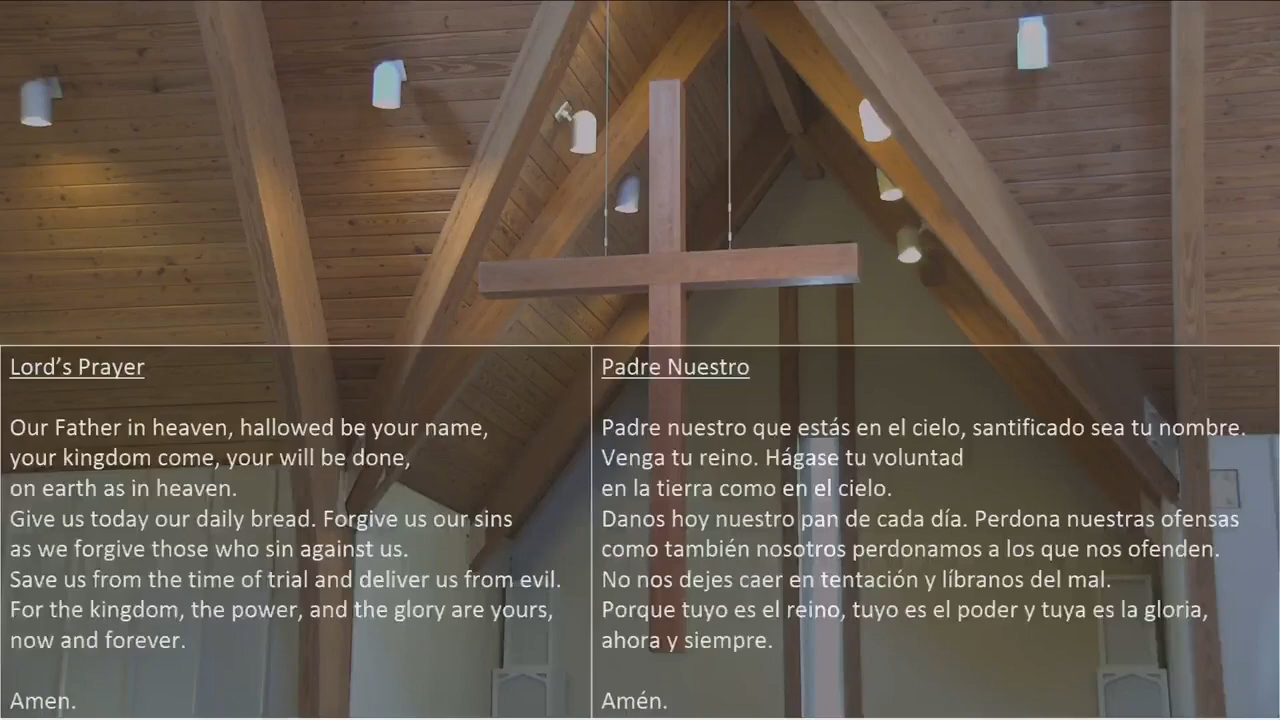 Lord's Prayer
Our Father in heaven, hallowed be your name,
your kingdom come, your will be done,
on earth as in heaven.
Give us today our daily bread. Forgive us our sins
as we forgive those who sin against us.
Save us from the time of trial and deliver us from evil.
For the kingdom, the power, and the glory are yours,
now and forever.
Amen.
Padre Nuestro
Padre nuestro que estás en el cielo, santificado sea tu nombre.
Venga tu reino. Hágase tu voluntad
en la tierra como en el cielo.
Danos hoy nuestro pan de cada día. Perdona nuestras ofensas
como también nosotros perdonamos a los que nos ofenden.
No nos dejes caer en tentación y líbranos del mal.
Porque tuyo es el reino, tuyo es el poder y tuya es la gloria,
ahora y siempre.
Amén.